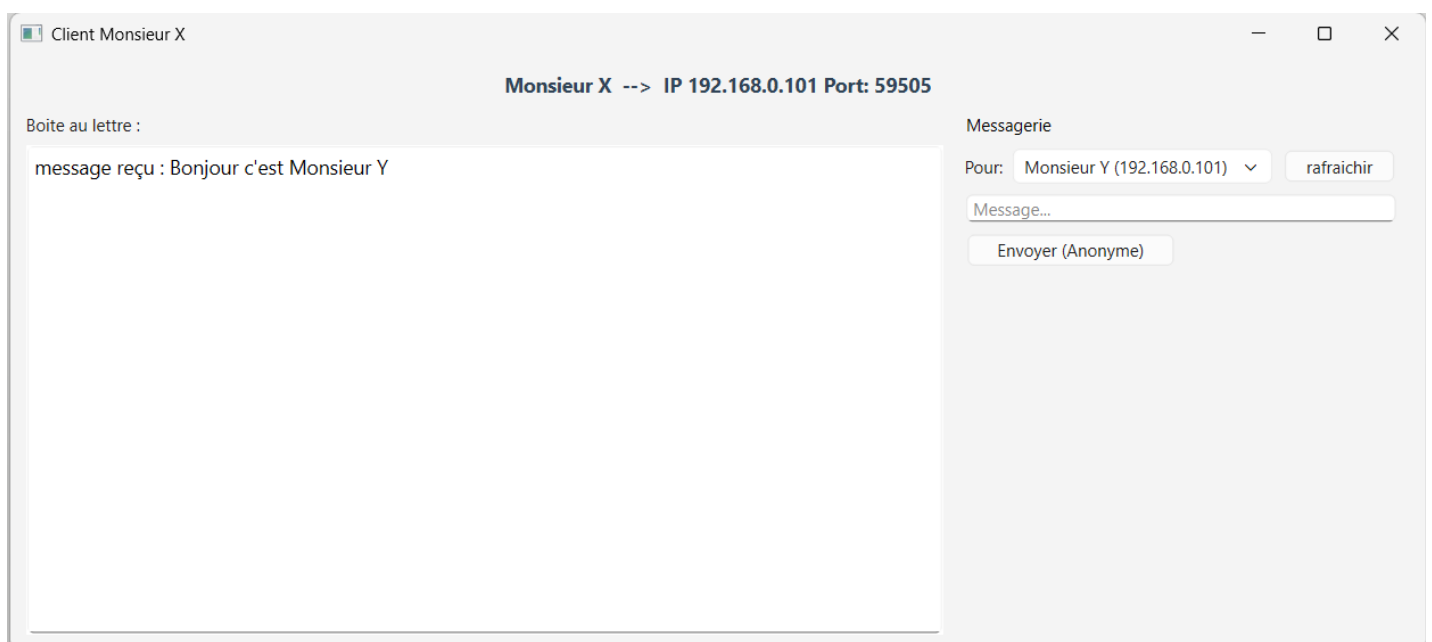 Client Monsieur X
Monsieur X --> IP 192.168.0.101 Port: 59505
Boite au lettre :
message reçu : Bonjour c'est Monsieur Y
Messagerie
Pour: Monsieur Y (192.168.0.101) rafraichir
Message...
Envoyer (Anonyme)